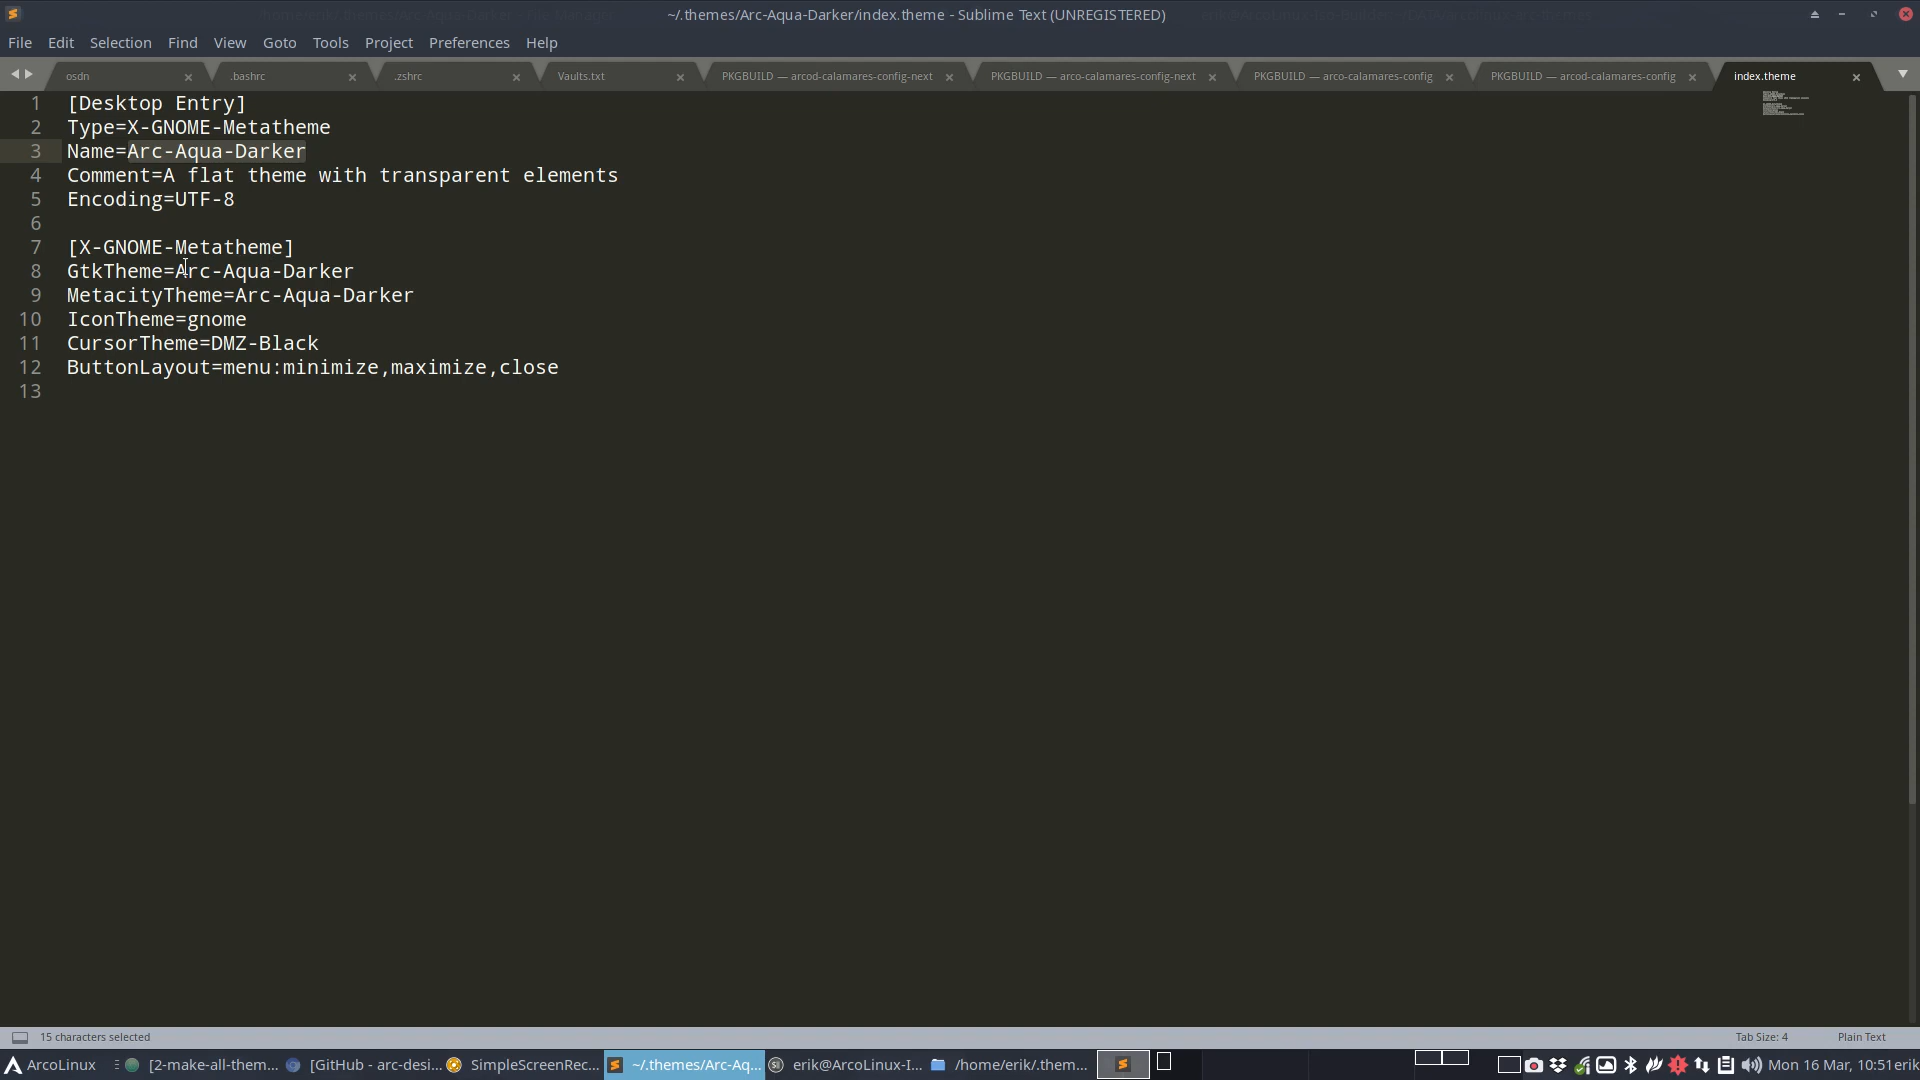 ~/.themes/Arc-Aqua-Darker/index.theme - Sublime Text (UNREGISTERED)
File Edit Selection Find View Goto Tools Project Preferences Help
osdn .bashrc .zshrc Vaults.txt PKGBUILD — arcod-calamares-config-next PKGBUILD — arco-calamares-config-next PKGBUILD — arco-calamares-config PKGBUILD — arcod-calamares-config index.theme
1 [Desktop Entry]
2 Type=X-GNOME-Metatheme
3 Name=Arc-Aqua-Darker
4 Comment=A flat theme with transparent elements
5 Encoding=UTF-8
6
7 [X-GNOME-Metatheme]
8 GtkTheme=Arc-Aqua-Darker
9 MetacityTheme=Arc-Aqua-Darker
10 IconTheme=gnome
11 CursorTheme=DMZ-Black
12 ButtonLayout=menu:minimize,maximize,close
13
15 characters selected Tab Size: 4 Plain Text
ArcoLinux [2-make-all-them... [GitHub - arc-desi... SimpleScreenRec... ~/.themes/Arc-Aq... erik@ArcoLinux-I... /home/erik/.them... Mon 16 Mar, 10:51 erik